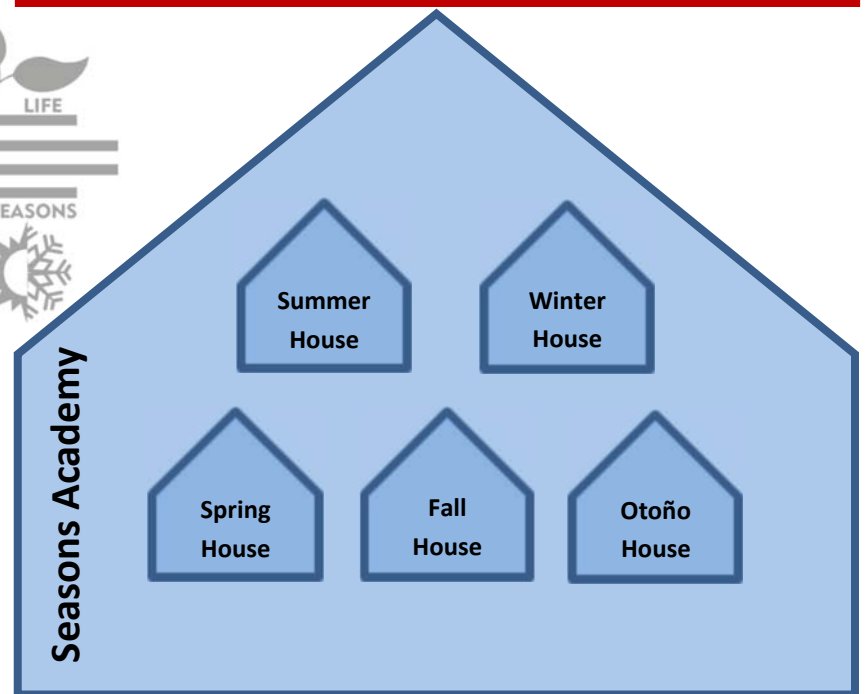 LIFE
EASONS
Seasons Academy
Summer
House
Winter
House
Spring
House
Fall
House
Otoño
House